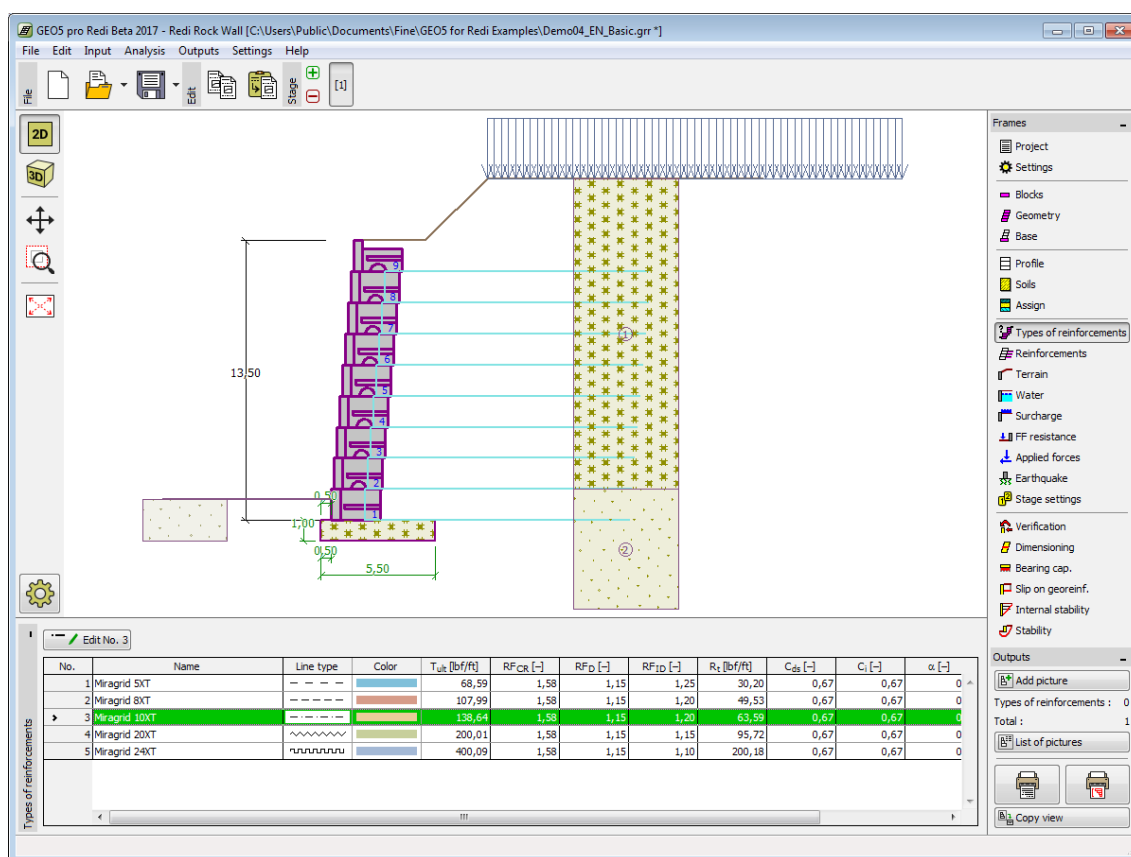 GEO5 pro Redi Beta 2017 - Redi Rock Wall [C:\Users\Public\Documents\Fine\GEO5 for Redi Examples\Demo04_EN_Basic.grr *]
File Edit Input Analysis Outputs Settings Help
File
Edit
Stage
[1]
2D
3D
13,50
9
8
7
6
5
4
3
2
1
0,50
1,00
0,50
5,50
1
2
Frames
Project
Settings
Blocks
Geometry
Base
Profile
Soils
Assign
Types of reinforcements
Reinforcements
Terrain
Water
Surcharge
FF resistance
Applied forces
Earthquake
Stage settings
Verification
Dimensioning
Bearing cap.
Slip on georeinf.
Internal stability
Stability
Outputs
Add picture
Types of reinforcements : 0
Total : 1
List of pictures
Copy view
Types of reinforcements
Edit No. 3
No. Name Line type Color Tult [lbf/ft] RFCR [–] RFD [–] RFID [–] Rt [lbf/ft] Cds [–] Ci [–] α [–]
1 Miragrid 5XT 68,59 1,58 1,15 1,25 30,20 0,67 0,67 0
2 Miragrid 8XT 107,99 1,58 1,15 1,20 49,53 0,67 0,67 0
> 3 Miragrid 10XT 138,64 1,58 1,15 1,20 63,59 0,67 0,67 0
4 Miragrid 20XT 200,01 1,58 1,15 1,15 95,72 0,67 0,67 0
5 Miragrid 24XT 400,09 1,58 1,15 1,10 200,18 0,67 0,67 0